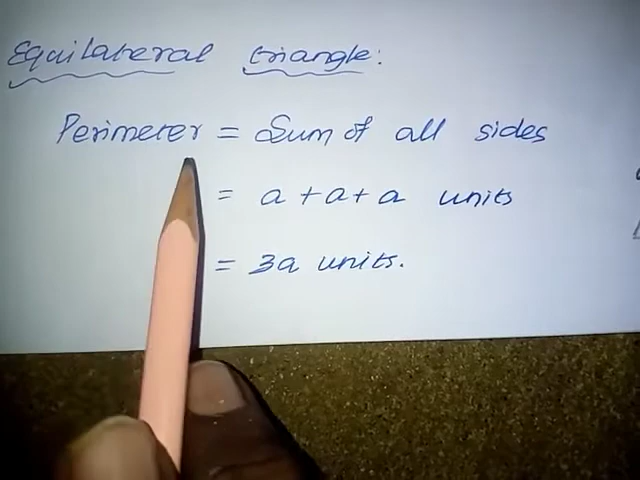 Equilateral triangle:
Perimeter = Sum of all sides
= a + a + a units
= 3a units.